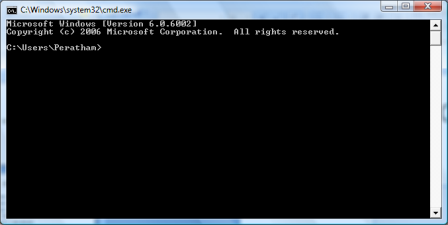 C:\Windows\system32\cmd.exe
Microsoft Windows [Version 6.0.6002]
Copyright (c) 2006 Microsoft Corporation.  All rights reserved.
C:\Users\Peratham>